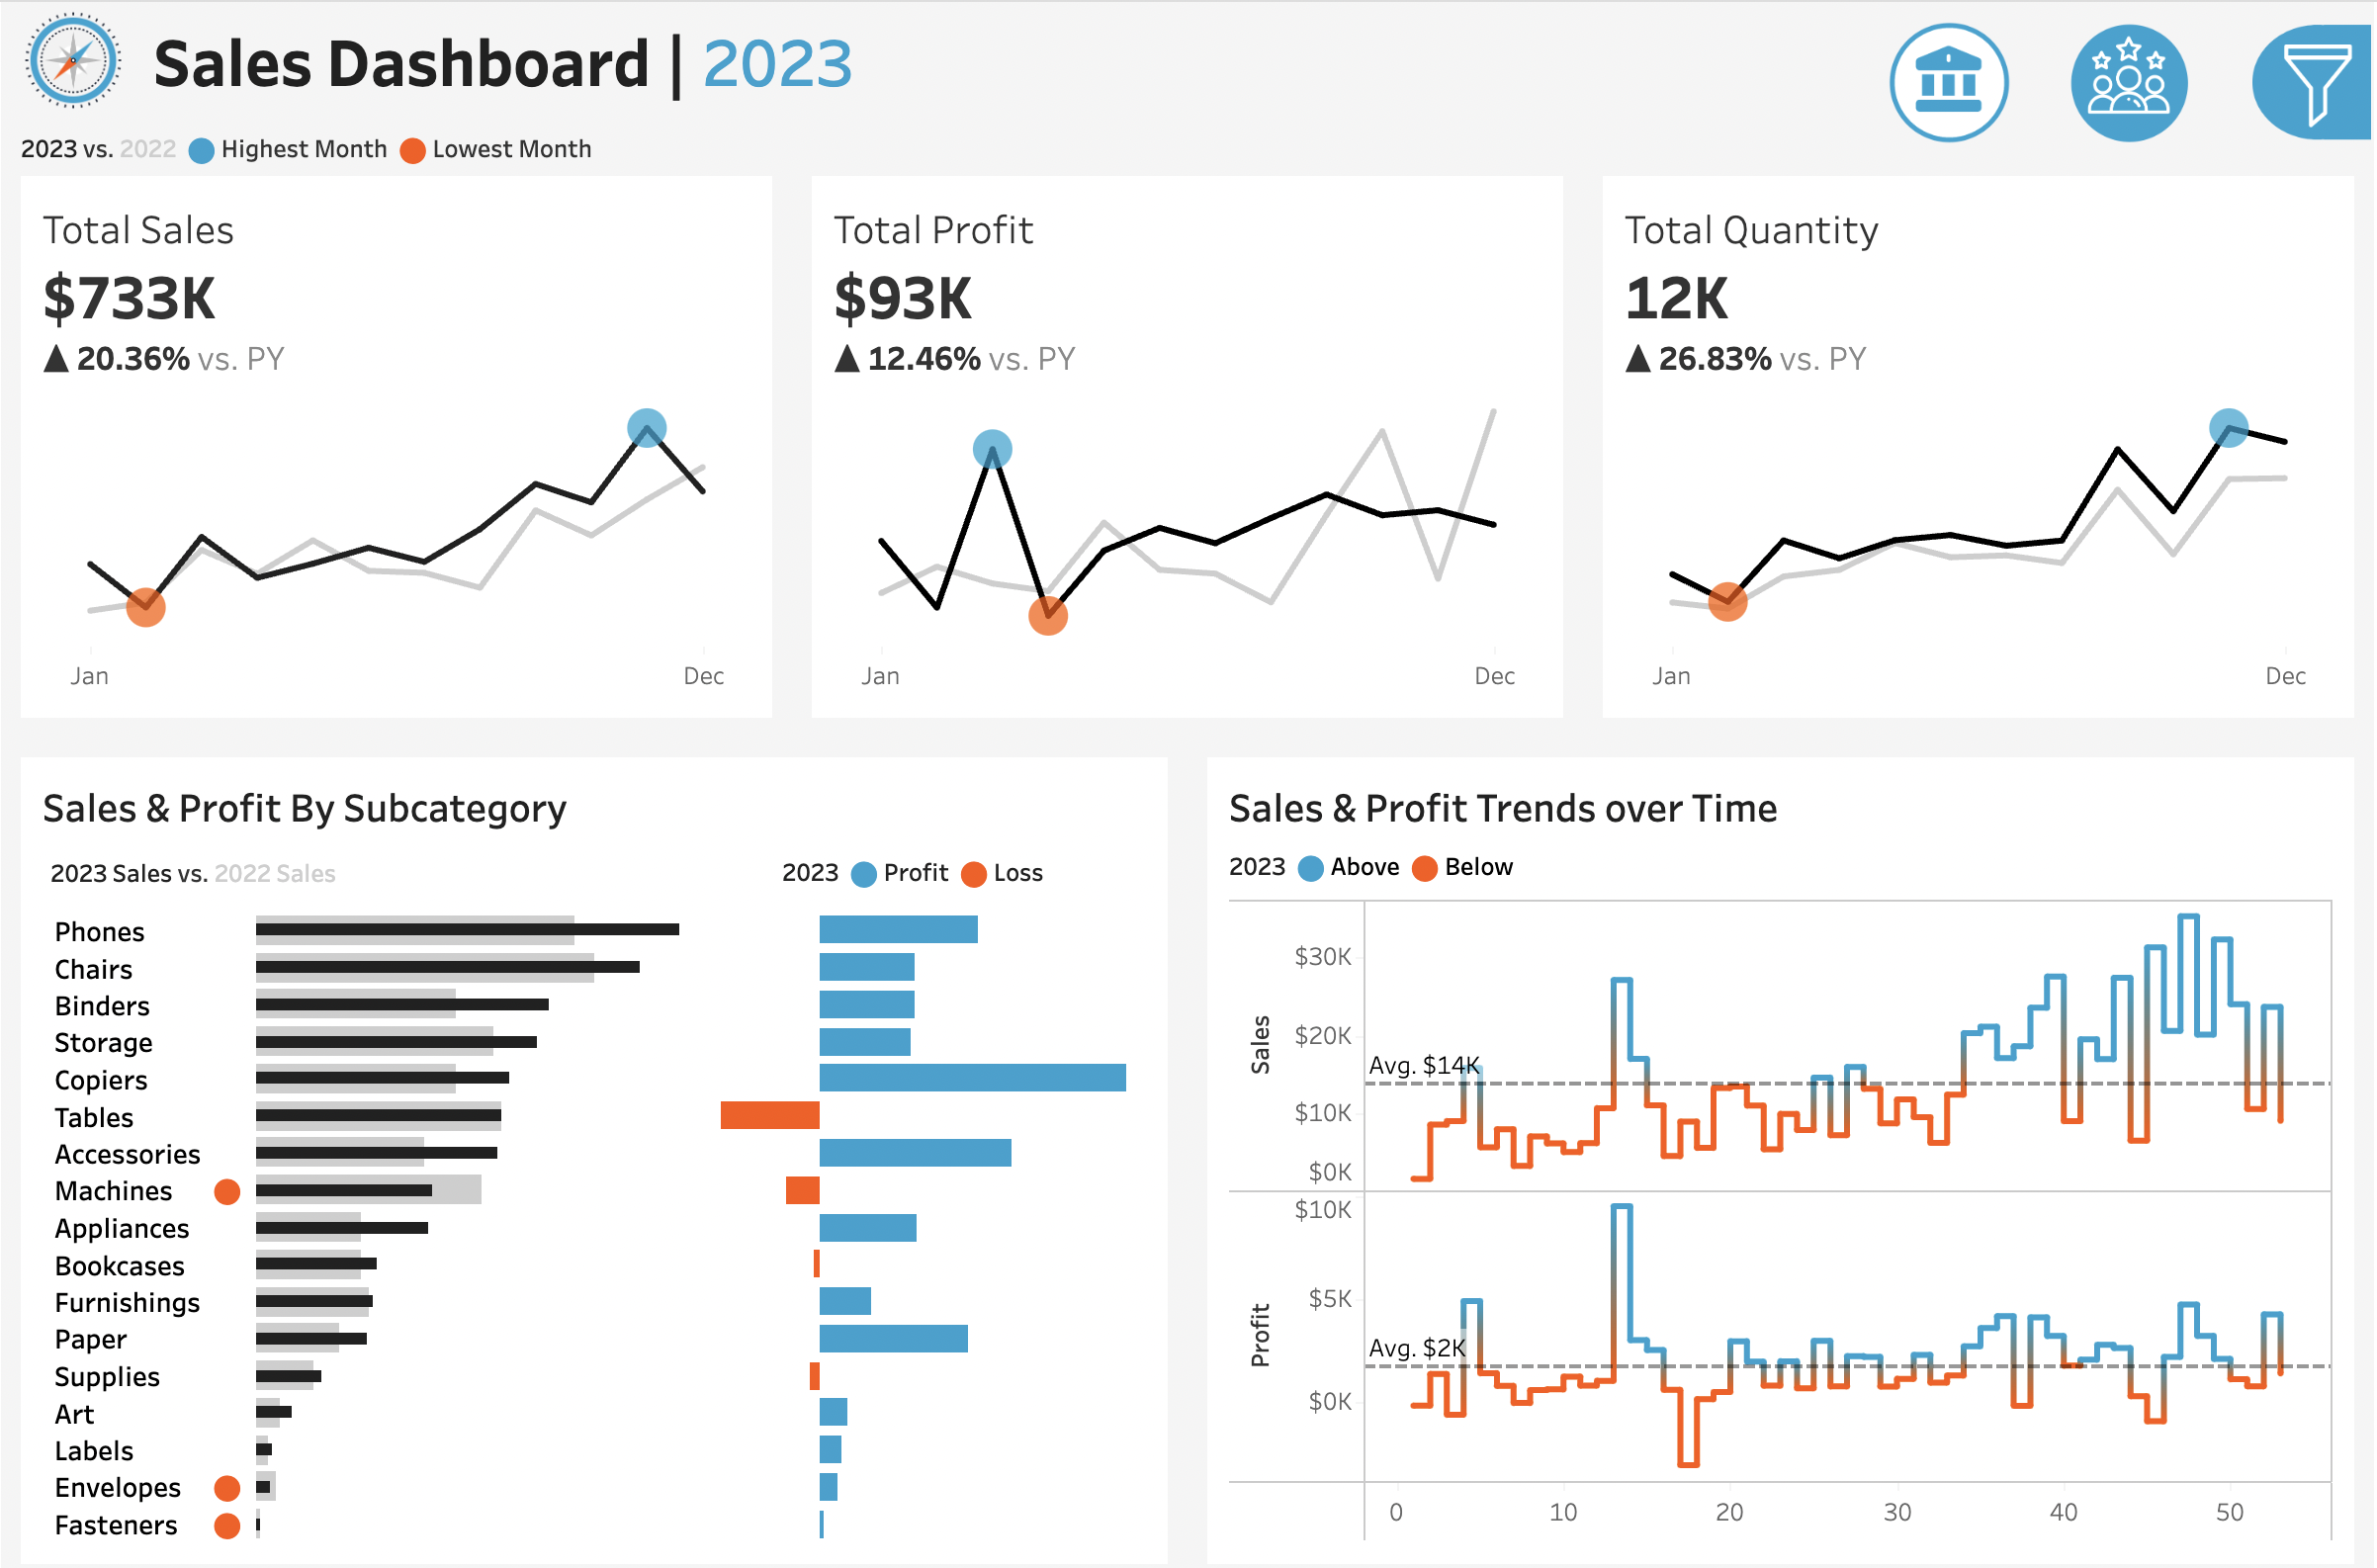 Sales Dashboard | 2023
2023 vs. 2022 Highest Month Lowest Month
Total Sales
$733K
▲ 20.36% vs. PY
Jan Dec
Total Profit
$93K
▲ 12.46% vs. PY
Jan Dec
Total Quantity
12K
▲ 26.83% vs. PY
Jan Dec
Sales & Profit By Subcategory
2023 Sales vs. 2022 Sales
2023 Profit Loss
Phones
Chairs
Binders
Storage
Copiers
Tables
Accessories
Machines
Appliances
Bookcases
Furnishings
Paper
Supplies
Art
Labels
Envelopes
Fasteners
Sales & Profit Trends over Time
2023 Above Below
Sales
$30K
$20K
Avg. $14K
$10K
$0K
Profit
$10K
$5K
Avg. $2K
$0K
0 10 20 30 40 50